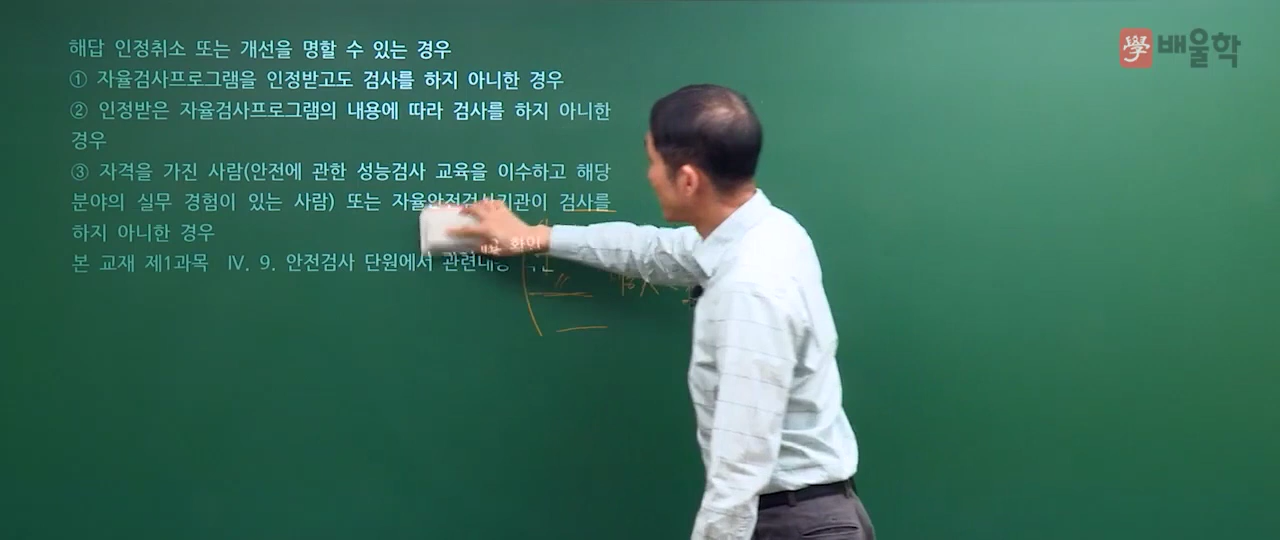 해답 인정취소 또는 개선을 명할 수 있는 경우
① 자율검사프로그램을 인정받고도 검사를 하지 아니한 경우
② 인정받은 자율검사프로그램의 내용에 따라 검사를 하지 아니한
경우
③ 자격을 가진 사람(안전에 관한 성능검사 교육을 이수하고 해당
분야의 실무 경험이 있는 사람) 또는 자율안전검사기관이 검사를
하지 아니한 경우
본 교재 제1과목 Ⅳ. 9. 안전검사 단원에서 관련내용
學 배울학